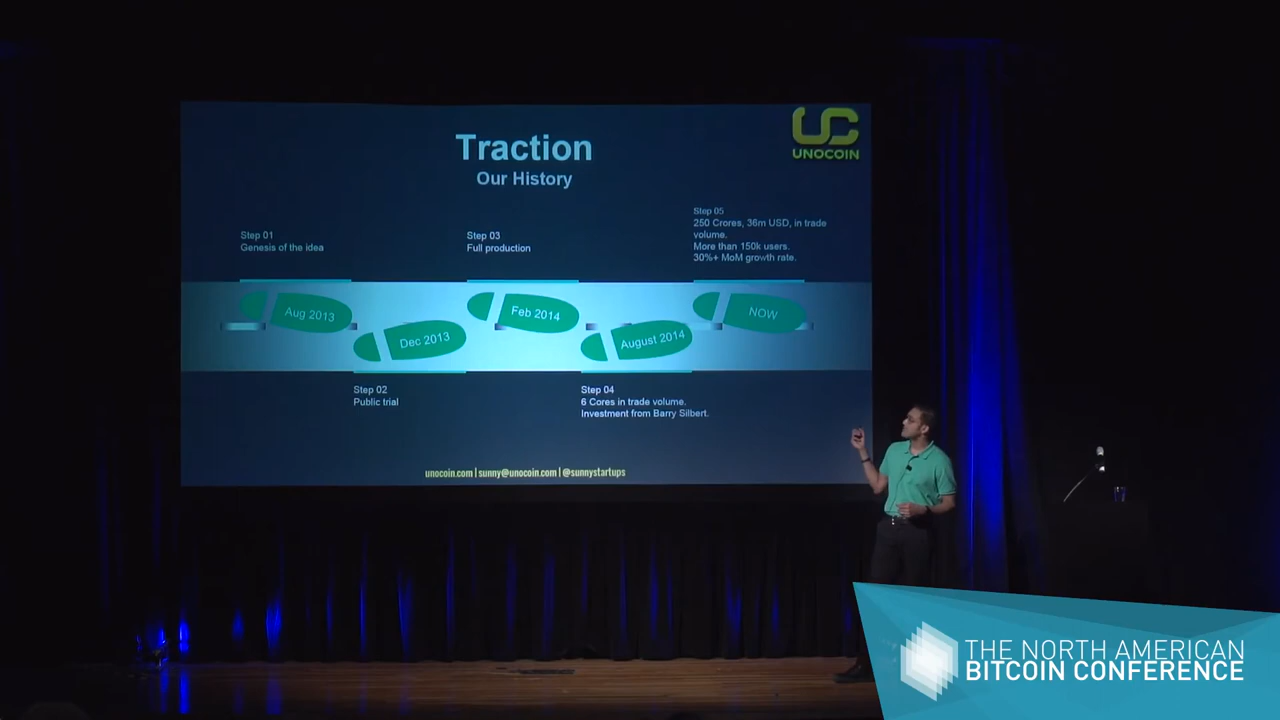 UC
UNOCOIN
Traction
Our History
Step 01
Genesis of the idea
Step 03
Full production
Step 05
250 Crores, 36m USD, in trade
volume.
More than 150k users.
30%+ MoM growth rate.
Aug 2013
Dec 2013
Feb 2014
August 2014
NOW
Step 02
Public trial
Step 04
6 Cores in trade volume.
Investment from Barry Silbert.
unocoin.com | sunny@unocoin.com | @sunnystartups
THE NORTH AMERICAN
BITCOIN CONFERENCE